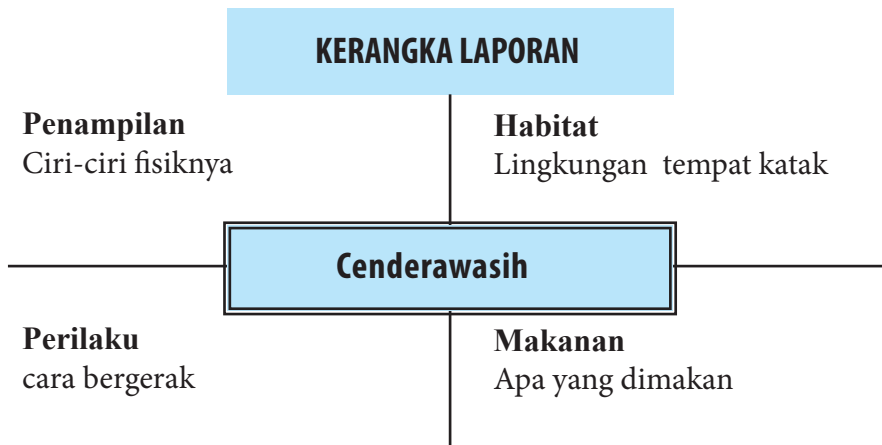 KERANGKA LAPORAN
Penampilan
Ciri-ciri fisiknya
Habitat
Lingkungan tempat katak
Cenderawasih
Perilaku
cara bergerak
Makanan
Apa yang dimakan